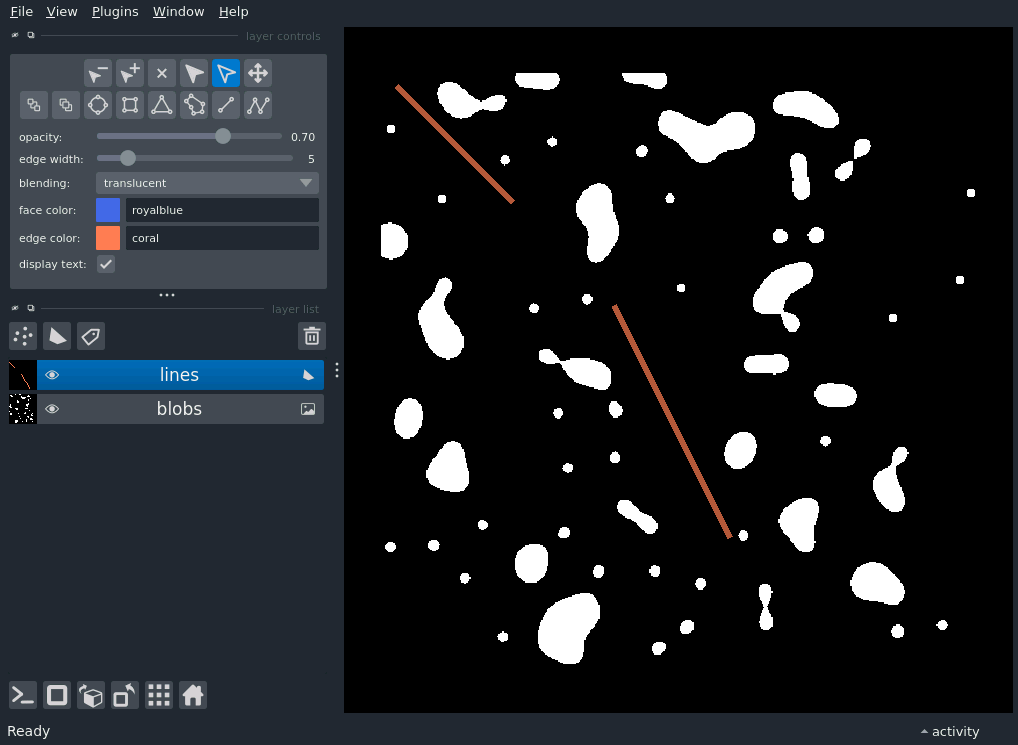 File View Plugins Window Help
layer controls
opacity: 0.70
edge width: 5
blending: translucent
face color: royalblue
edge color: coral
display text:
layer list
lines
blobs
Ready
activity